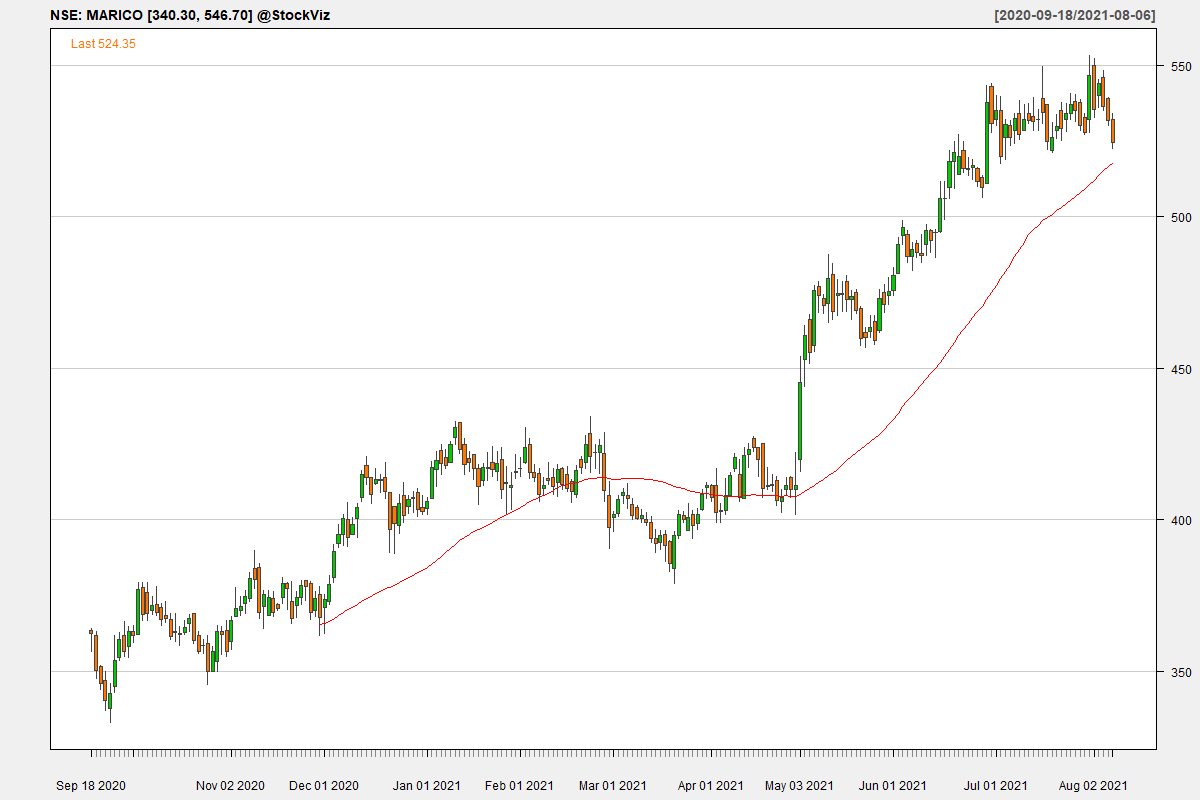 NSE: MARICO [340.30, 546.70] @StockViz [2020-09-18/2021-08-06]
Last 524.35
550
500
450
400
350
Sep 18 2020 Nov 02 2020 Dec 01 2020 Jan 01 2021 Feb 01 2021 Mar 01 2021 Apr 01 2021 May 03 2021 Jun 01 2021 Jul 01 2021 Aug 02 2021